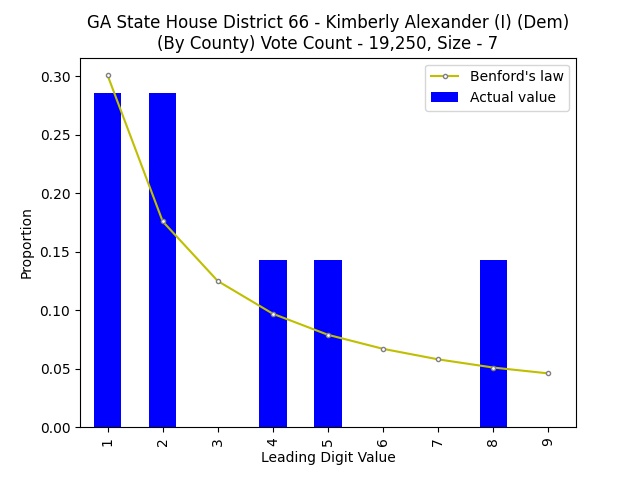 GA State House District 66 - Kimberly Alexander (I) (Dem)
(By County) Vote Count - 19,250, Size - 7
Benford's law
Actual value
0.30
0.25
0.20
0.15
0.10
0.05
0.00
Proportion
1 2 3 4 5 6 7 8 9
Leading Digit Value